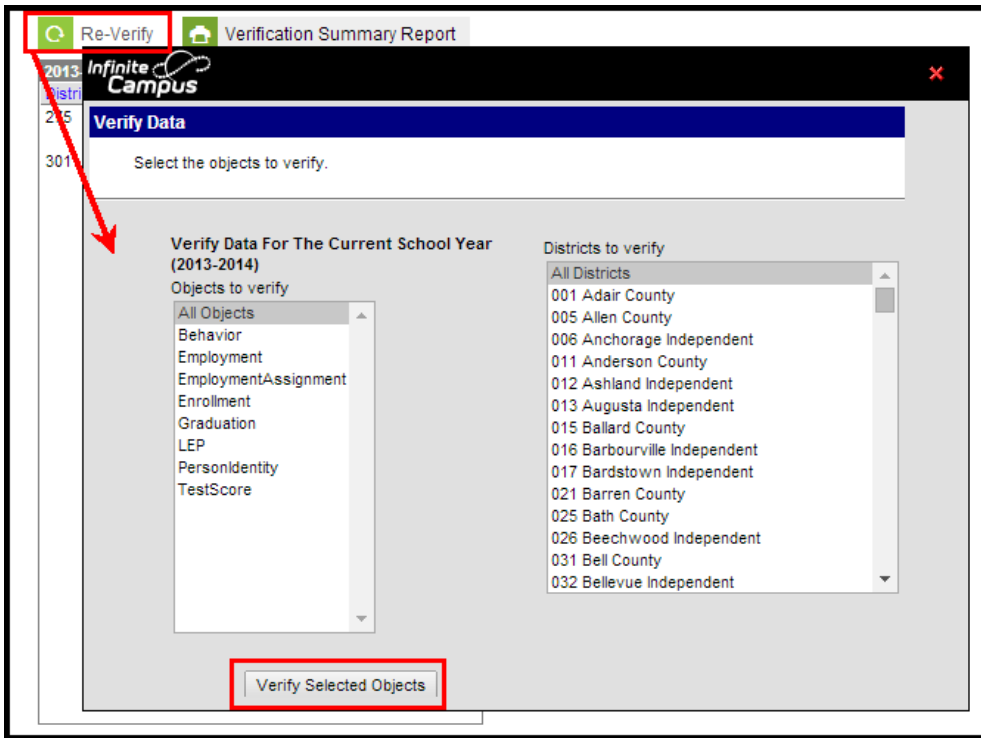 Re-Verify
Verification Summary Report
2013-
Distri
275
301
Infinite
Campus
Verify Data
Select the objects to verify.
Verify Data For The Current School Year
(2013-2014)
Objects to verify
All Objects
Behavior
Employment
EmploymentAssignment
Enrollment
Graduation
LEP
PersonIdentity
TestScore
Districts to verify
All Districts
001 Adair County
005 Allen County
006 Anchorage Independent
011 Anderson County
012 Ashland Independent
013 Augusta Independent
015 Ballard County
016 Barbourville Independent
017 Bardstown Independent
021 Barren County
025 Bath County
026 Beechwood Independent
031 Bell County
032 Bellevue Independent
Verify Selected Objects